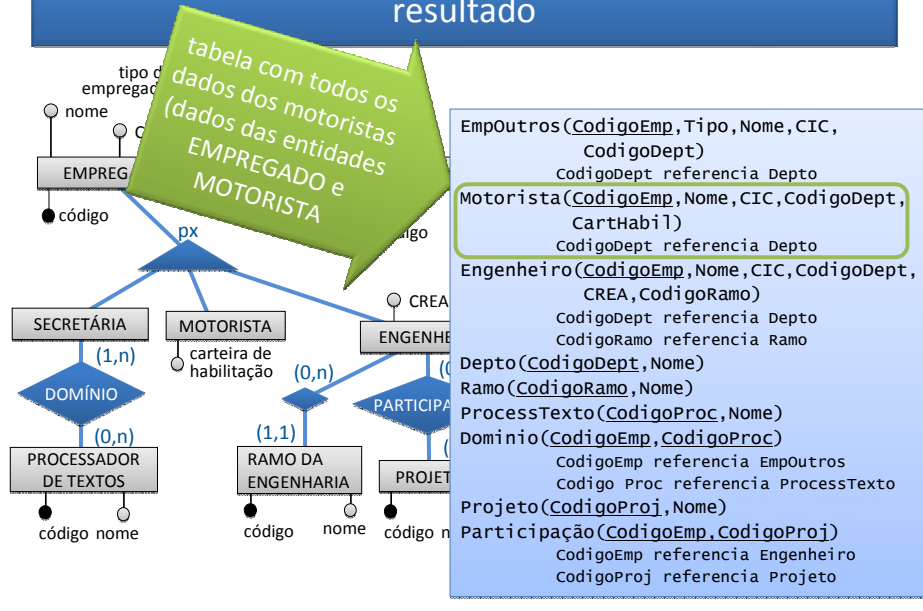 resultado
tabela com todos os
dados dos motoristas
(dados das entidades
EMPREGADO e
MOTORISTA
tipo d
empregad
nome
C
EMPREG
código
digo
px
CREA
SECRETÁRIA
MOTORISTA
ENGENHE
carteira de
habilitação
(1,n)
(0,n)
(0
DOMÍNIO
PARTICIPA
(0,n)
(1,1)
(
PROCESSADOR
DE TEXTOS
RAMO DA
ENGENHARIA
PROJET
código nome
código nome
código n
EmpOutros(CodigoEmp,Tipo,Nome,CIC,
CodigoDept)
CodigoDept referencia Depto
Motorista(CodigoEmp,Nome,CIC,CodigoDept,
CartHabil)
CodigoDept referencia Depto
Engenheiro(CodigoEmp,Nome,CIC,CodigoDept,
CREA,CodigoRamo)
CodigoDept referencia Depto
CodigoRamo referencia Ramo
Depto(CodigoDept,Nome)
Ramo(CodigoRamo,Nome)
ProcessTexto(CodigoProc,Nome)
Dominio(CodigoEmp,CodigoProc)
CodigoEmp referencia EmpOutros
Codigo Proc referencia ProcessTexto
Projeto(CodigoProj,Nome)
Participação(CodigoEmp,CodigoProj)
CodigoEmp referencia Engenheiro
CodigoProj referencia Projeto